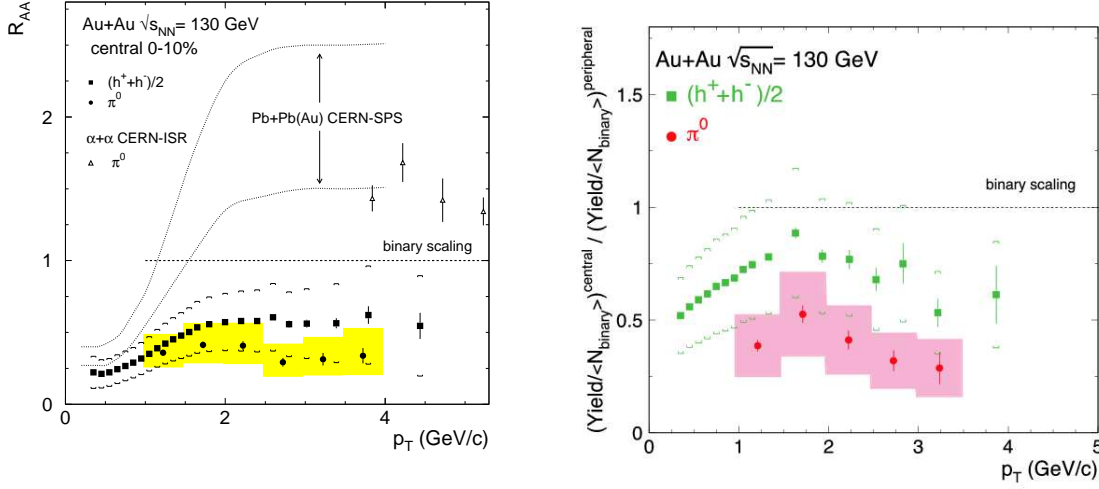 R_AA
Au+Au √s_NN = 130 GeV
central 0-10%
(h⁺+h⁻)/2
π⁰
α+α CERN-ISR
π⁰
Pb+Pb(Au) CERN-SPS
binary scaling
2
1
0
0
2
4
p_T (GeV/c)
(Yield/<N_binary>)^central / (Yield/<N_binary>)^peripheral
Au+Au √s_NN= 130 GeV
(h⁺+h⁻)/2
π⁰
binary scaling
1.5
1
0.5
0
0
1
2
3
4
5
p_T (GeV/c)